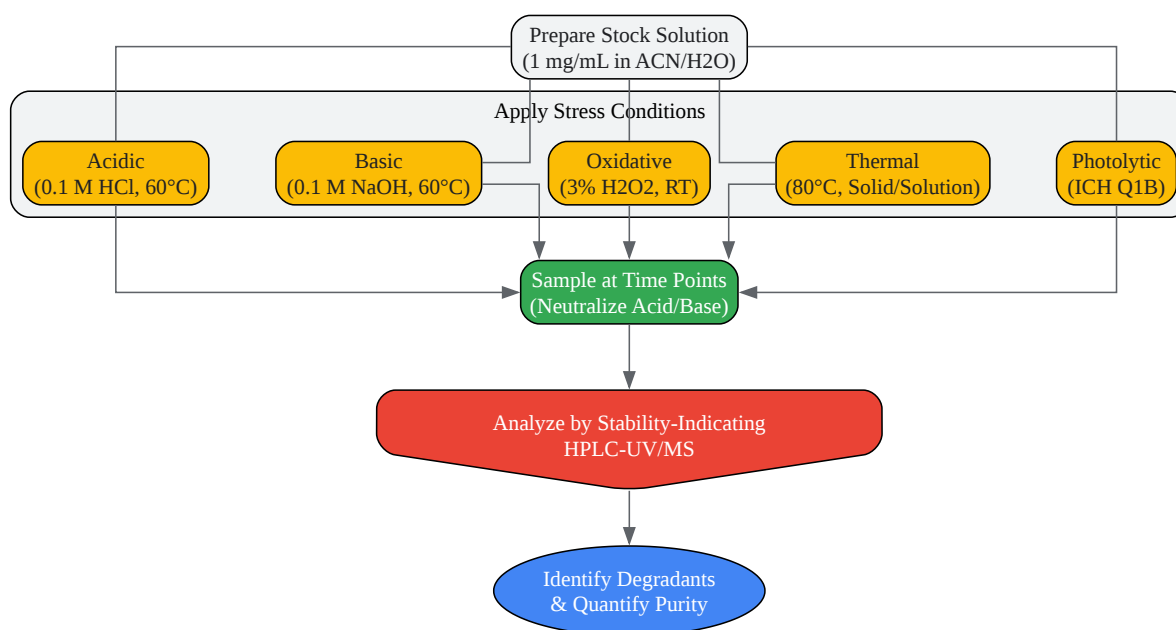 Prepare Stock Solution
(1 mg/mL in ACN/H2O)
Apply Stress Conditions
Acidic
(0.1 M HCl, 60°C)
Basic
(0.1 M NaOH, 60°C)
Oxidative
(3% H2O2, RT)
Thermal
(80°C, Solid/Solution)
Photolytic
(ICH Q1B)
Sample at Time Points
(Neutralize Acid/Base)
Analyze by Stability-Indicating
HPLC-UV/MS
Identify Degradants
& Quantify Purity